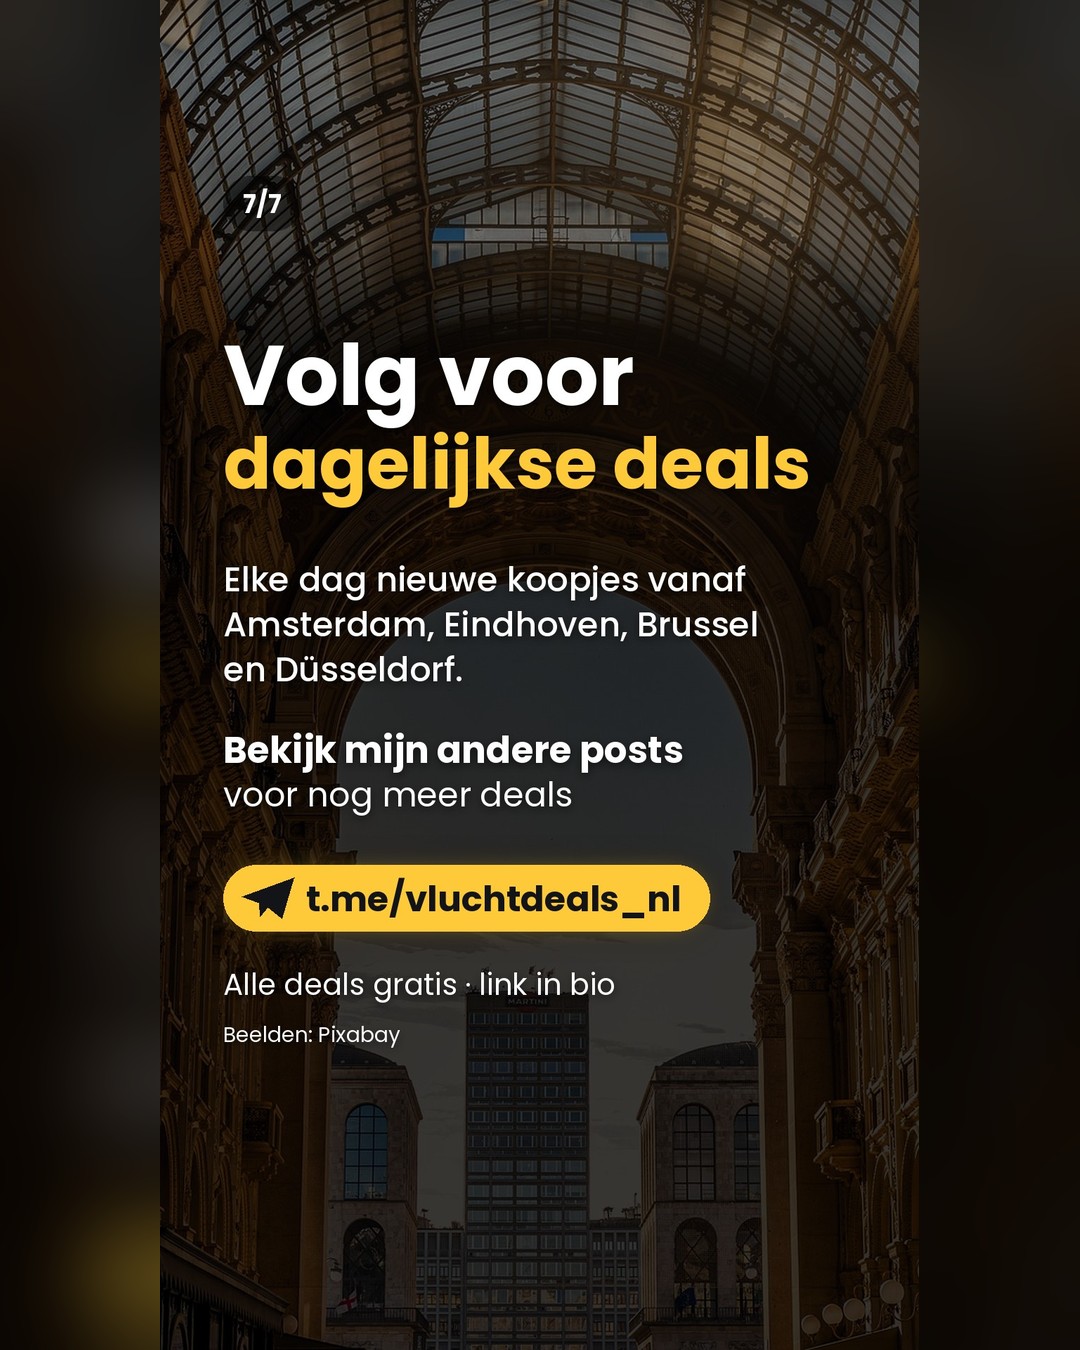 7/7
Volg voor
dagelijkse deals
Elke dag nieuwe koopjes vanaf
Amsterdam, Eindhoven, Brussel
en Düsseldorf.
Bekijk mijn andere posts
voor nog meer deals
t.me/vluchtdeals_nl
Alle deals gratis · link in bio
MARTINI
Beelden: Pixabay